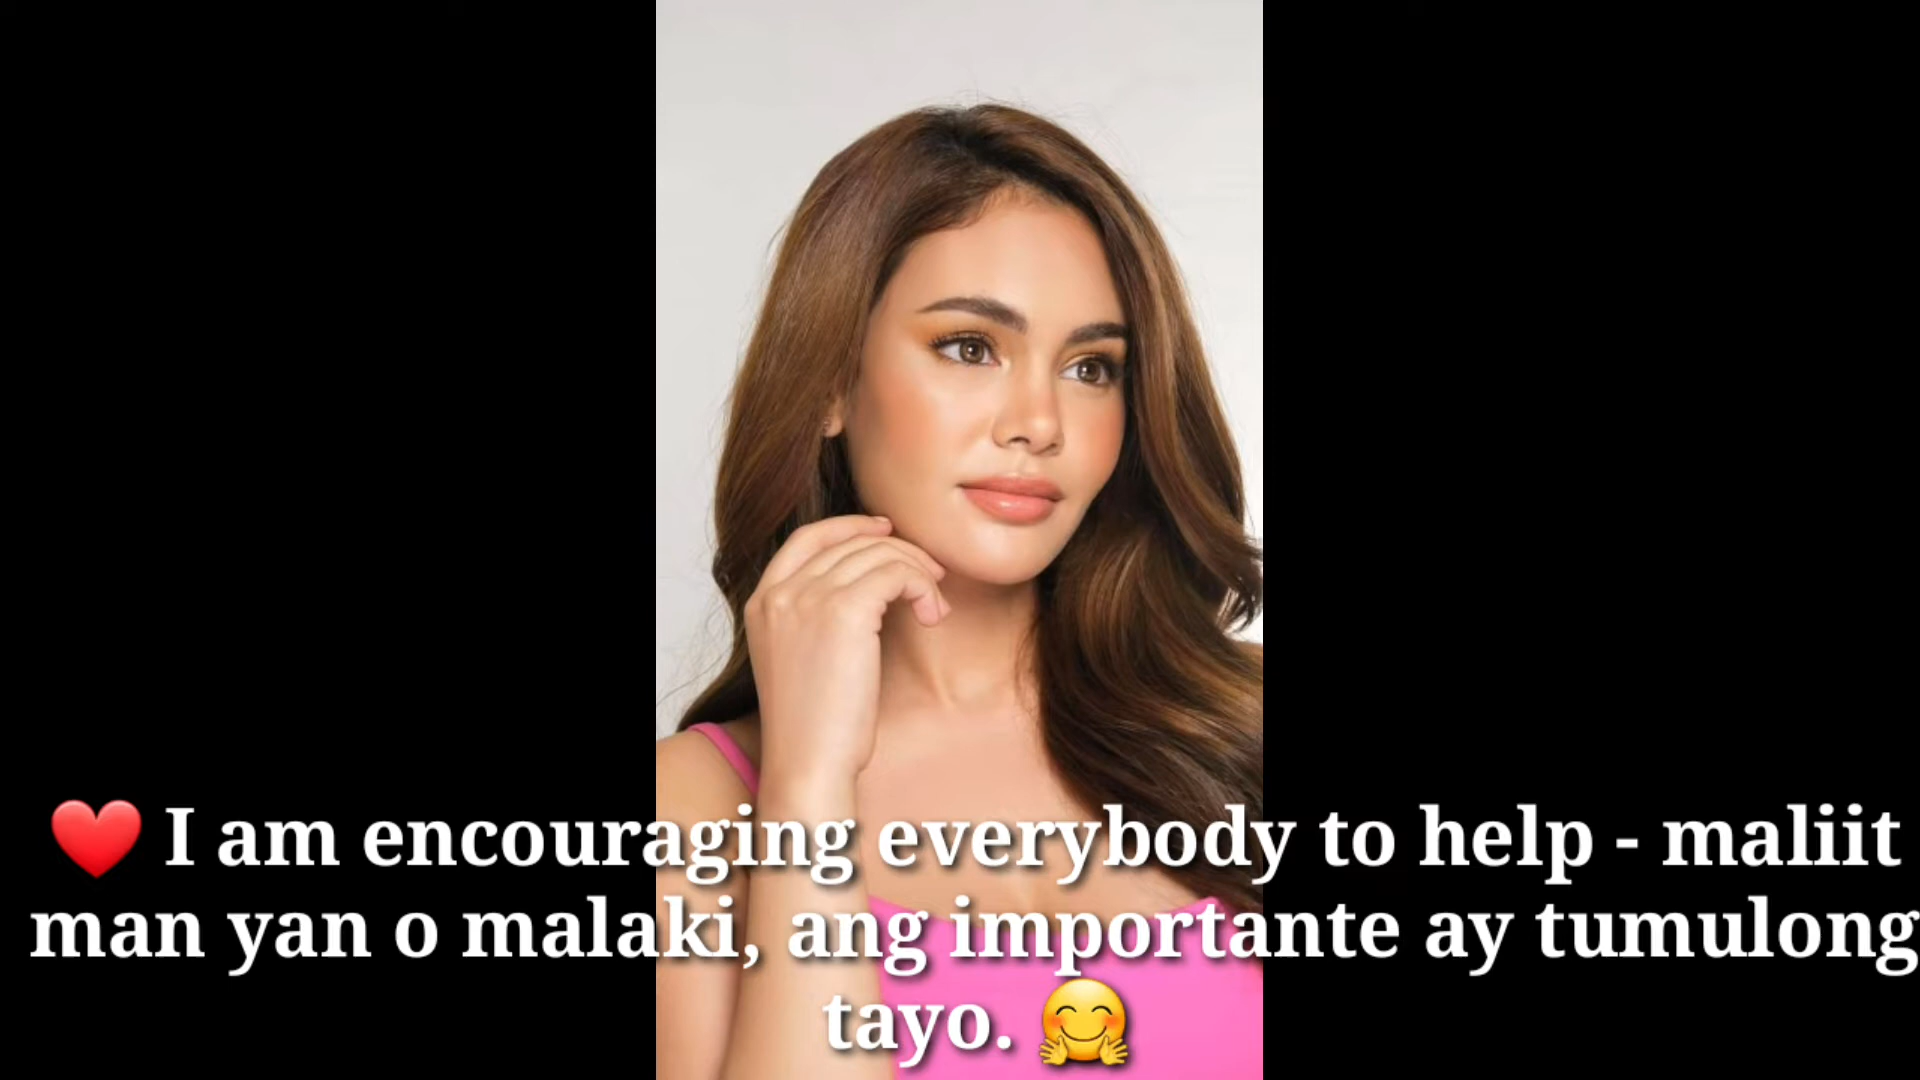 ❤️ I am encouraging everybody to help - maliit
man yan o malaki, ang importante ay tumulong
tayo. 🤗